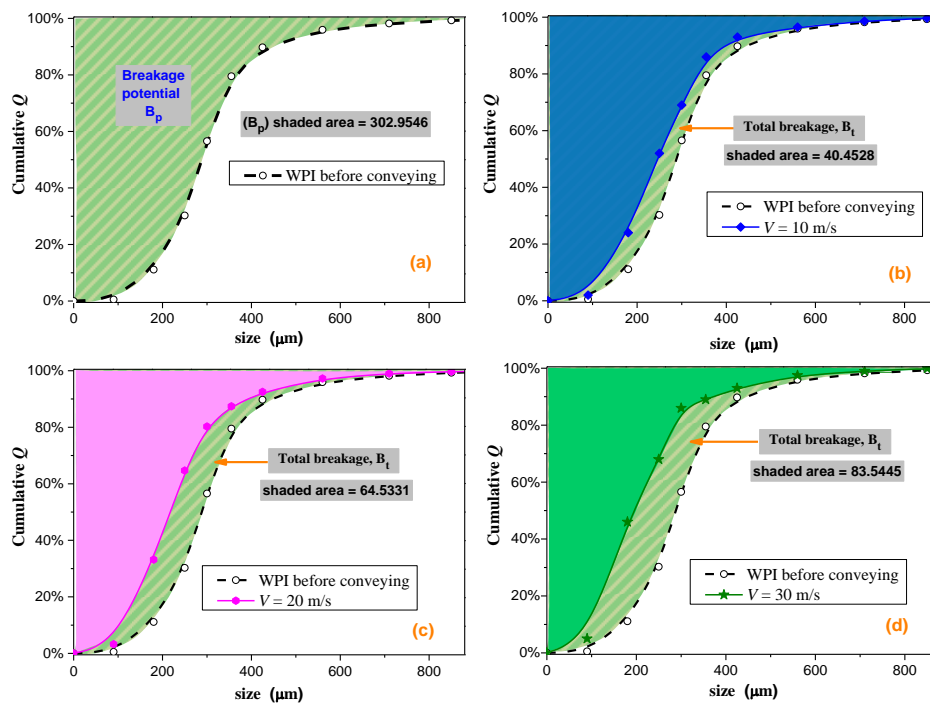 100%
80%
60%
40%
20%
0%
Cumulative Q
Breakage
potential
Bp
(Bp) shaded area = 302.9546
WPI before conveying
(a)
0 200 400 600 800
size (μm)
100%
80%
60%
40%
20%
0%
Cumulative Q
Total breakage, Bt
shaded area = 40.4528
WPI before conveying
V = 10 m/s
(b)
0 200 400 600 800
size (μm)
100%
80%
60%
40%
20%
0%
Cumulative Q
Total breakage, Bt
shaded area = 64.5331
WPI before conveying
V = 20 m/s
(c)
0 200 400 600 800
size (μm)
100%
80%
60%
40%
20%
0%
Cumulative Q
Total breakage, Bt
shaded area = 83.5445
WPI before conveying
V = 30 m/s
(d)
0 200 400 600 800
size (μm)